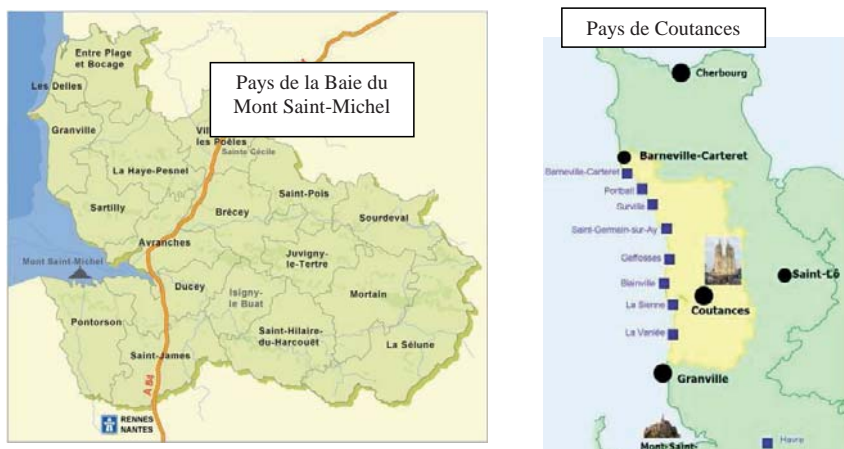 Entre Plage
et Bocage
Les Delles
Pays de la Baie du
Mont Saint-Michel
Granville
Vil
les Poëles
Sainte Cécile
La Haye-Pesnel
Saint-Pois
Sartilly
Brécey
Sourdeval
Avranches
Mont Saint-Michel
Juvigny
-le-Tertre
Ducey
Isigny
-le Buat
Mortain
Pontorson
Saint-Hilaire
-du-Harcouët
La Sélune
Saint-James
A 84
RENNES
NANTES
Pays de Coutances
Cherbourg
Barneville-Carteret
Barneville-Carteret
Portbail
Surville
Saint-Germain-sur-Ay
Geffosses
Blainville
Saint-Lô
La Sienne
Coutances
La Vanlée
Granville
Mont-Saint-
Havre